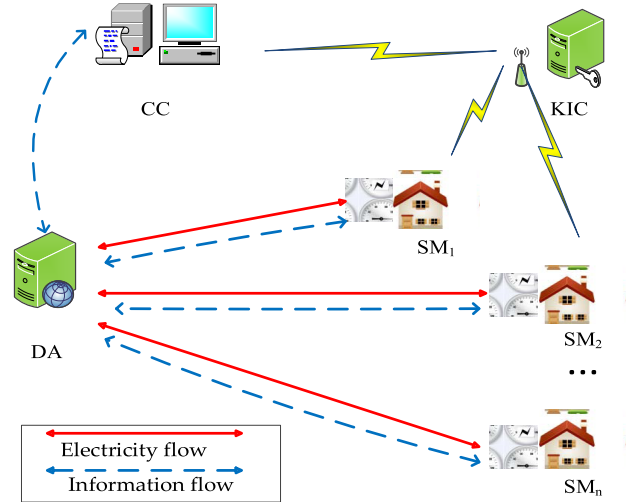 CC
KIC
SM1
DA
SM2
...
SMn
Electricity flow
Information flow